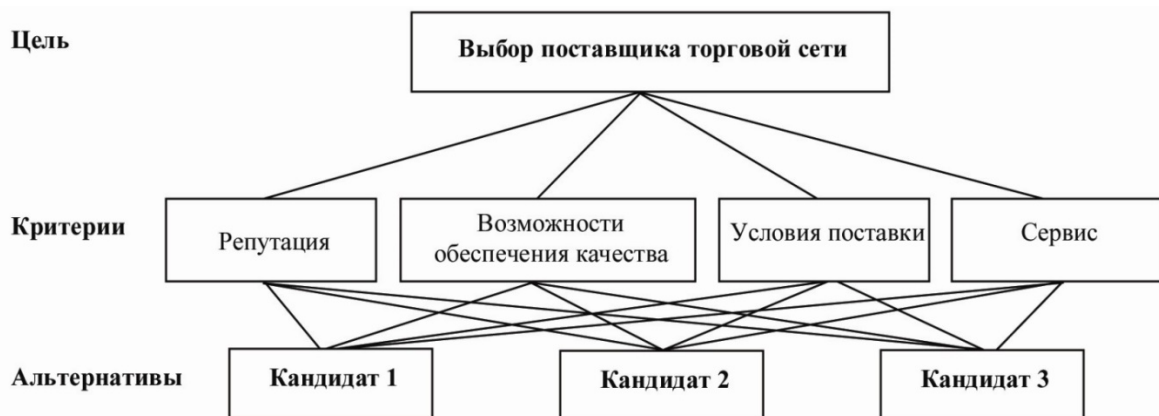 Цель
Выбор поставщика торговой сети
Критерии
Репутация
Возможности
обеспечения качества
Условия поставки
Сервис
Альтернативы
Кандидат 1
Кандидат 2
Кандидат 3